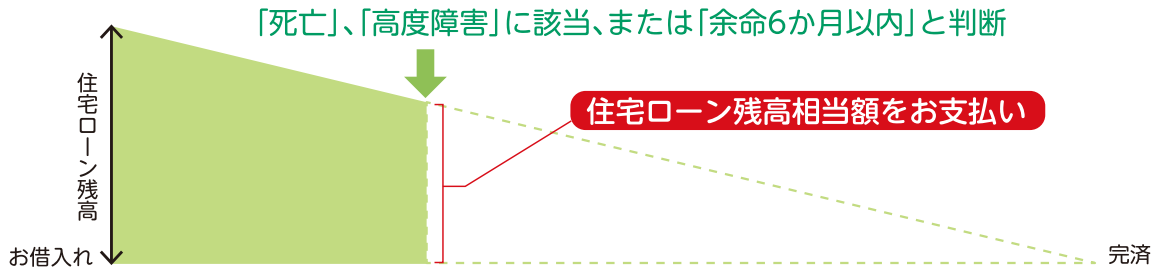 「死亡」、「高度障害」に該当、または「余命6か月以内」と判断
住宅ローン残高
住宅ローン残高相当額をお支払い
お借入れ
完済